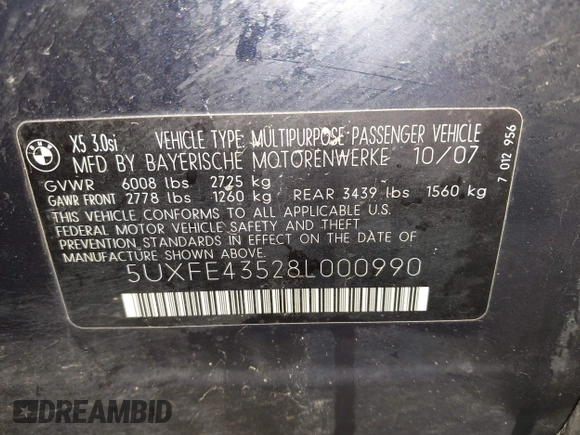 BMW
X5 3.0si
VEHICLE TYPE: MULTIPURPOSE PASSENGER VEHICLE
MFD BY BAYERISCHE MOTORENWERKE 10/07
GVWR 6008 lbs 2725 kg
GAWR FRONT 2778 lbs 1260 kg REAR 3439 lbs 1560 kg
THIS VEHICLE CONFORMS TO ALL APPLICABLE U.S.
FEDERAL MOTOR VEHICLE SAFETY AND THEFT
PREVENTION STANDARDS IN EFFECT ON THE DATE OF
MANUFACTURE SHOWN ABOVE.
5UXFE43528L000990
7 012 956
DREAMBID